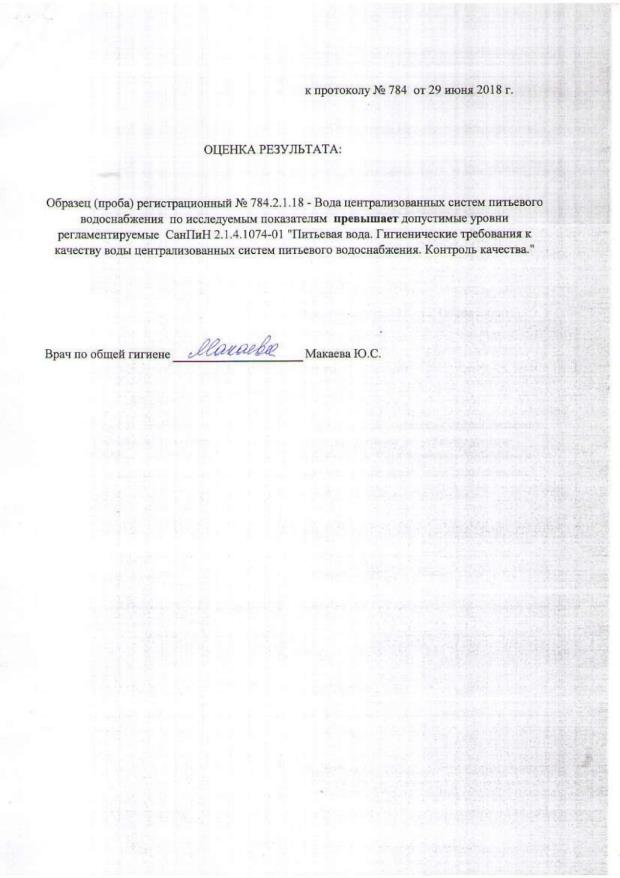 к протоколу № 784 от 29 июня 2018 г.
ОЦЕНКА РЕЗУЛЬТАТА:
Образец (проба) регистрационный № 784.2.1.18 - Вода централизованных систем питьевого
водоснабжения по исследуемым показателям превышает допустимые уровни
регламентируемые СанПиН 2.1.4.1074-01 "Питьевая вода. Гигиенические требования к
качеству воды централизованных систем питьевого водоснабжения. Контроль качества."
Врач по общей гигиене Макаева Макаева Ю.С.